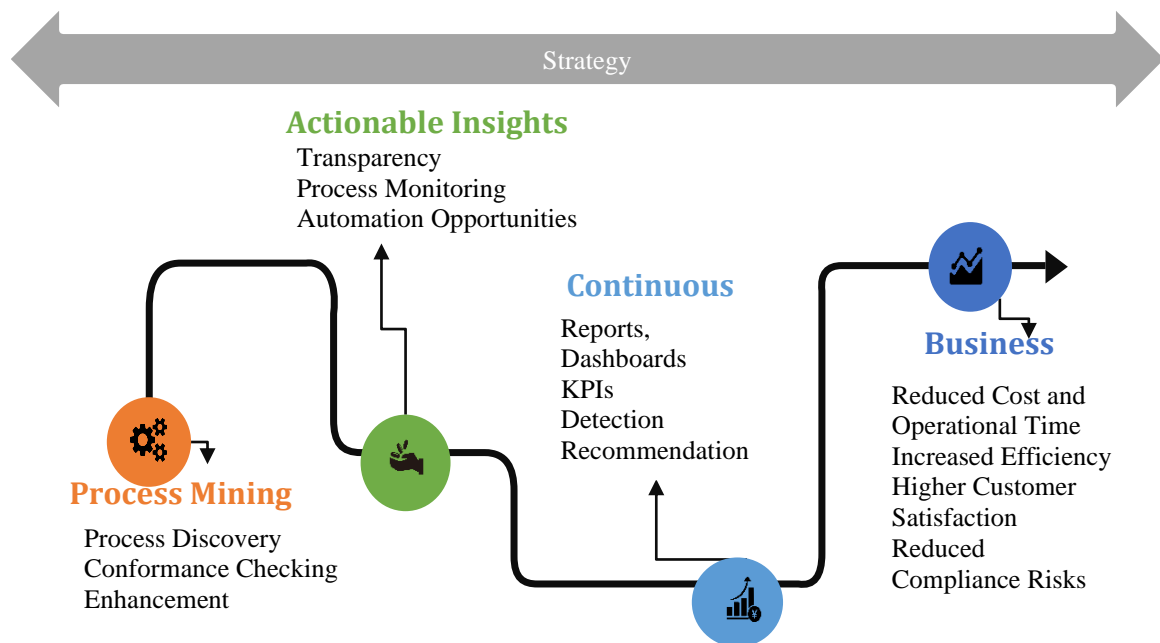 Strategy
Actionable Insights
Transparency
Process Monitoring
Automation Opportunities
Continuous
Reports,
Dashboards
KPIs
Detection
Recommendation
Business
Reduced Cost and
Operational Time
Increased Efficiency
Higher Customer
Satisfaction
Reduced
Compliance Risks
Process Mining
Process Discovery
Conformance Checking
Enhancement
¥